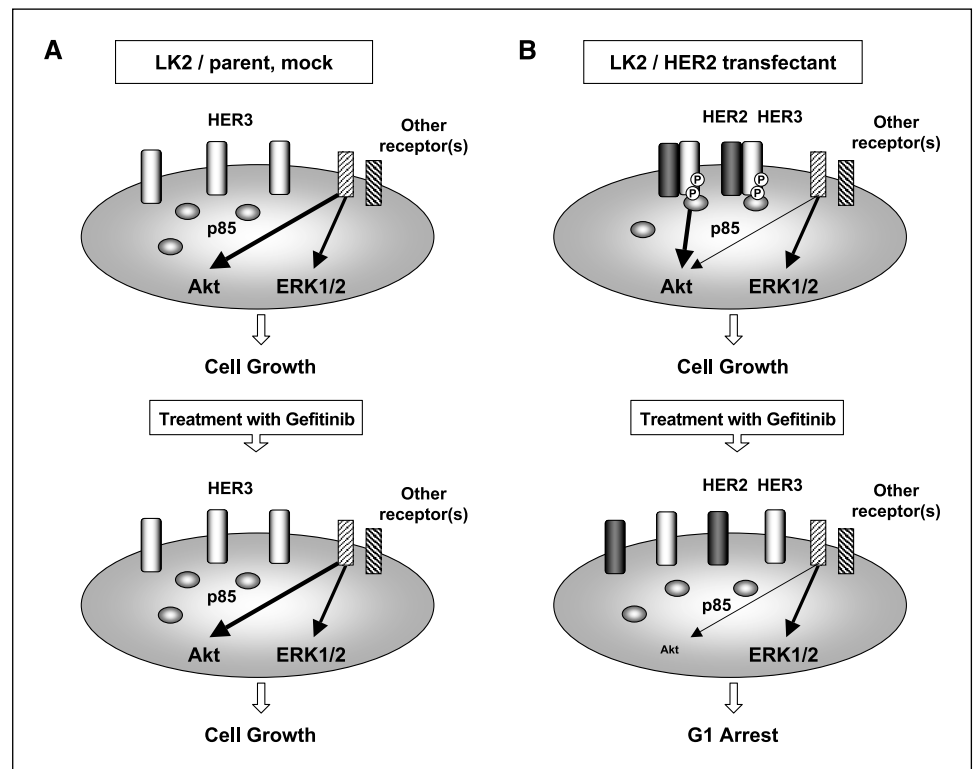 A
LK2 / parent, mock
HER3
Other
receptor(s)
p85
Akt
ERK1/2
Cell Growth
Treatment with Gefitinib
HER3
Other
receptor(s)
p85
Akt
ERK1/2
Cell Growth
B
LK2 / HER2 transfectant
HER2 HER3
Other
receptor(s)
P
P
P
P
p85
Akt
ERK1/2
Cell Growth
Treatment with Gefitinib
HER2 HER3
Other
receptor(s)
p85
Akt
ERK1/2
G1 Arrest